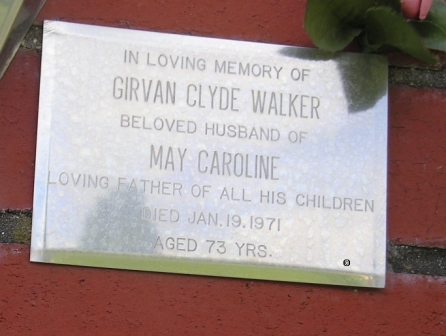 IN LOVING MEMORY OF
GIRVAN CLYDE WALKER
BELOVED HUSBAND OF
MAY CAROLINE
LOVING FATHER OF ALL HIS CHILDREN
DIED JAN.19.1971
AGED 73 YRS.